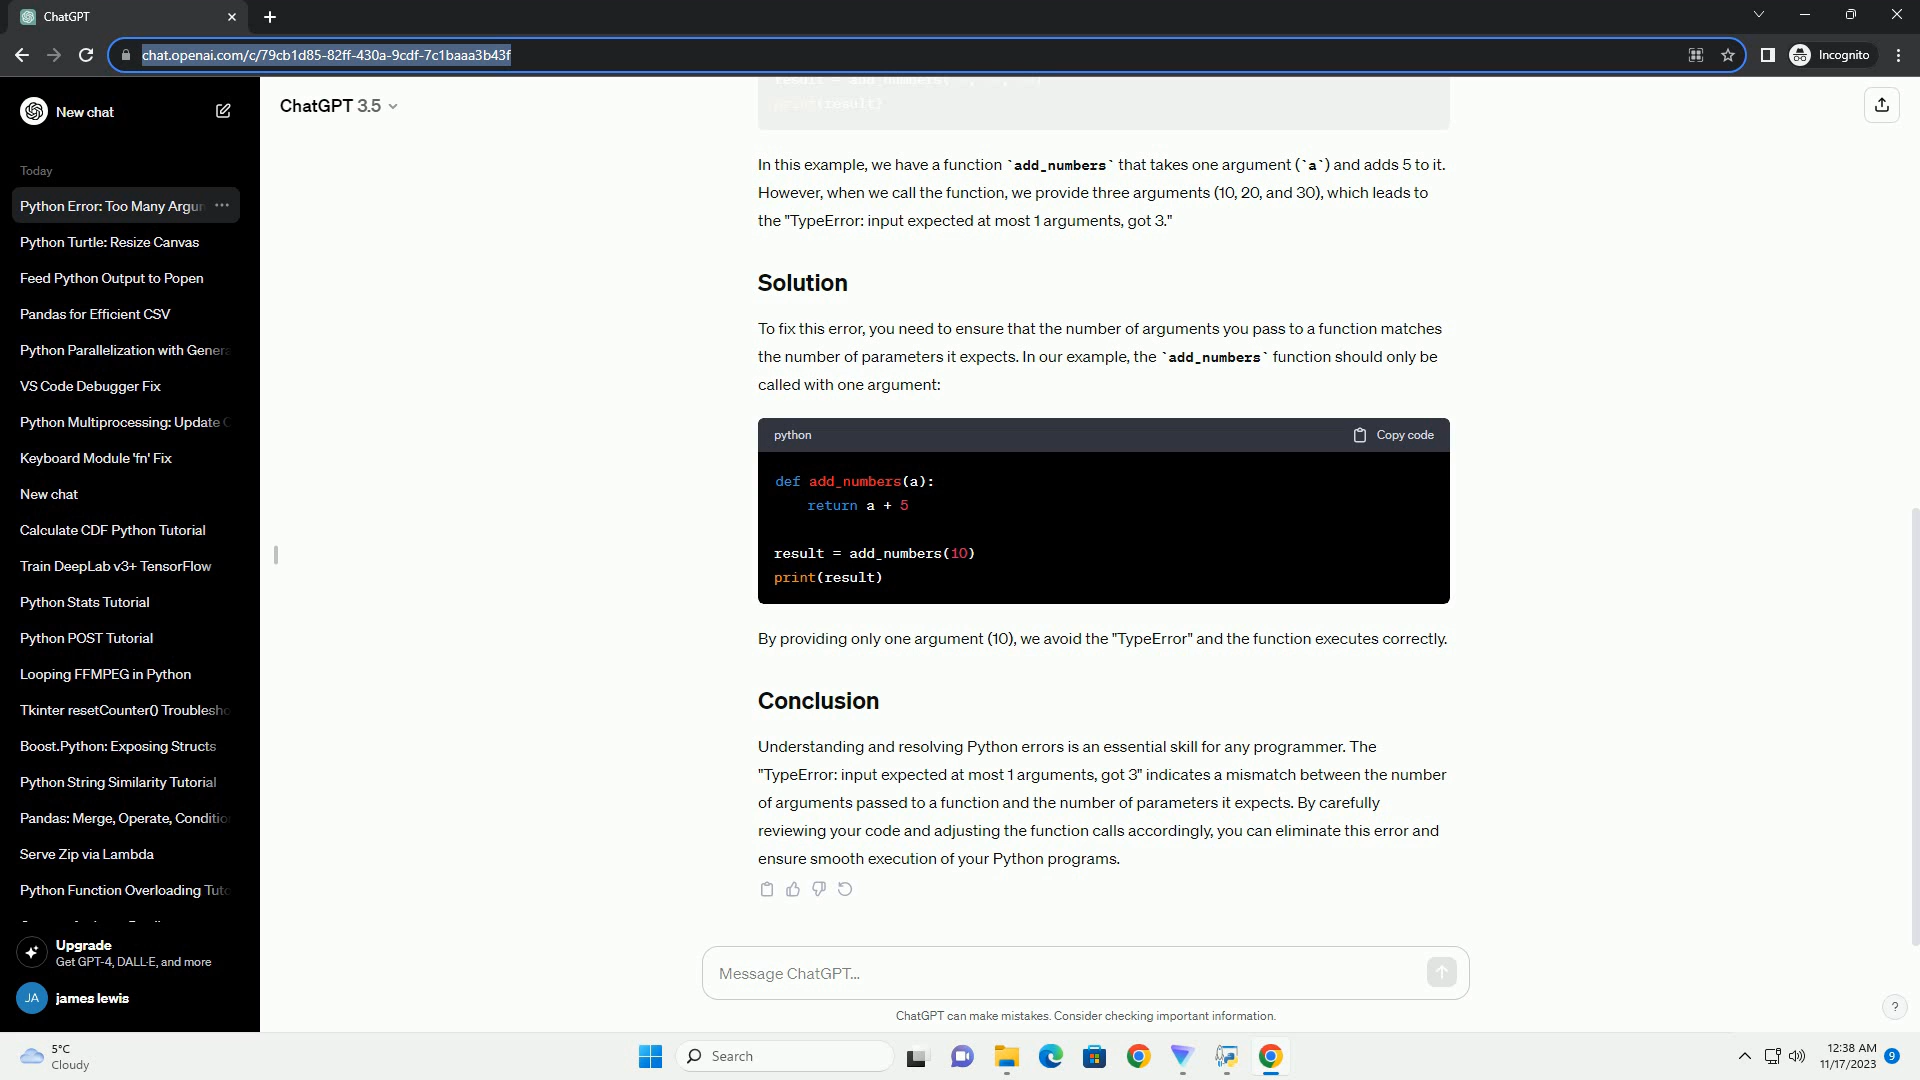 ChatGPT
chat.openai.com/c/79cb1d85-82ff-430a-9cdf-7c1baaa3b43f
Incognito
New chat
Today
Python Error: Too Many Argun
Python Turtle: Resize Canvas
Feed Python Output to Popen
Pandas for Efficient CSV
Python Parallelization with Genera
VS Code Debugger Fix
Python Multiprocessing: Update
Keyboard Module 'fn' Fix
New chat
Calculate CDF Python Tutorial
Train DeepLab v3+ TensorFlow
Python Stats Tutorial
Python POST Tutorial
Looping FFMPEG in Python
Tkinter resetCounter() Troublesho
Boost.Python: Exposing Structs
Python String Similarity Tutorial
Pandas: Merge, Operate, Condition
Serve Zip via Lambda
Python Function Overloading Tuto
Upgrade
Get GPT-4, DALL·E, and more
JA
james lewis
ChatGPT 3.5
print(result)
In this example, we have a function `add_numbers` that takes one argument (`a`) and adds 5 to it.
However, when we call the function, we provide three arguments (10, 20, and 30), which leads to
the "TypeError: input expected at most 1 arguments, got 3."
Solution
To fix this error, you need to ensure that the number of arguments you pass to a function matches
the number of parameters it expects. In our example, the `add_numbers` function should only be
called with one argument:
python
Copy code
def add_numbers(a):
return a + 5
result = add_numbers(10)
print(result)
By providing only one argument (10), we avoid the "TypeError" and the function executes correctly.
Conclusion
Understanding and resolving Python errors is an essential skill for any programmer. The
"TypeError: input expected at most 1 arguments, got 3" indicates a mismatch between the number
of arguments passed to a function and the number of parameters it expects. By carefully
reviewing your code and adjusting the function calls accordingly, you can eliminate this error and
ensure smooth execution of your Python programs.
Message ChatGPT...
ChatGPT can make mistakes. Consider checking important information.
?
5°C
Cloudy
Search
12:38 AM
11/17/2023
9